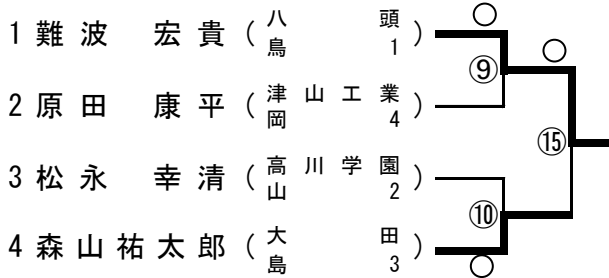 1 難波 宏貴 (八頭 鳥1) ○
⑨ ○
2 原田 康平 (津山工業 岡4)
⑮
3 松永 幸清 (高川学園 山2)
⑩
4 森山祐太郎 (大田 島3) ○